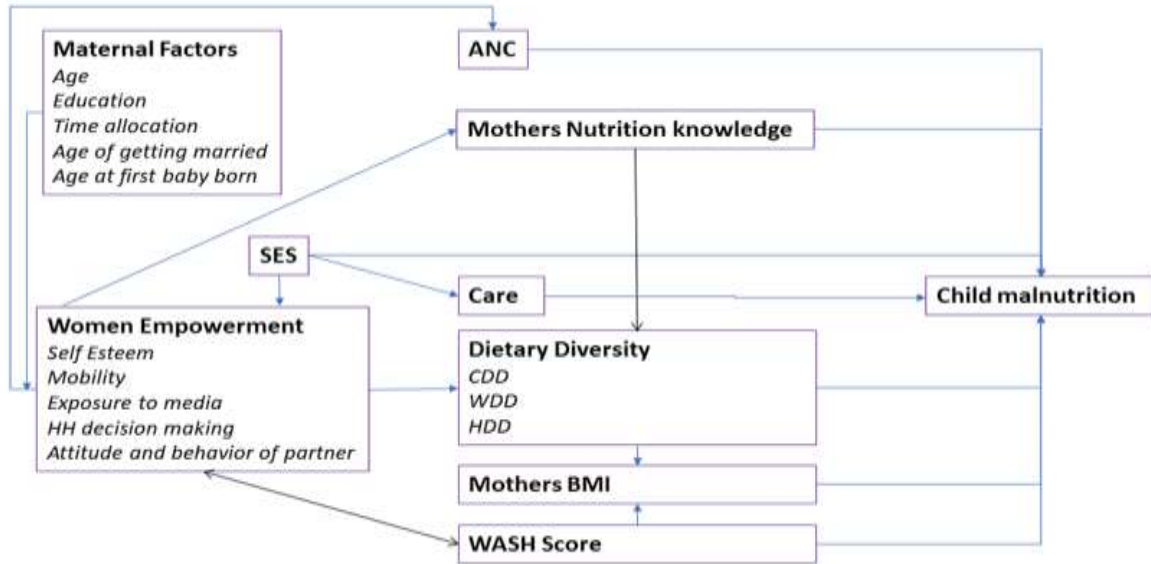 Maternal Factors
Age
Education
Time allocation
Age of getting married
Age at first baby born
ANC
Mothers Nutrition knowledge
SES
Care
Child malnutrition
Women Empowerment
Self Esteem
Mobility
Exposure to media
HH decision making
Attitude and behavior of partner
Dietary Diversity
CDD
WDD
HDD
Mothers BMI
WASH Score